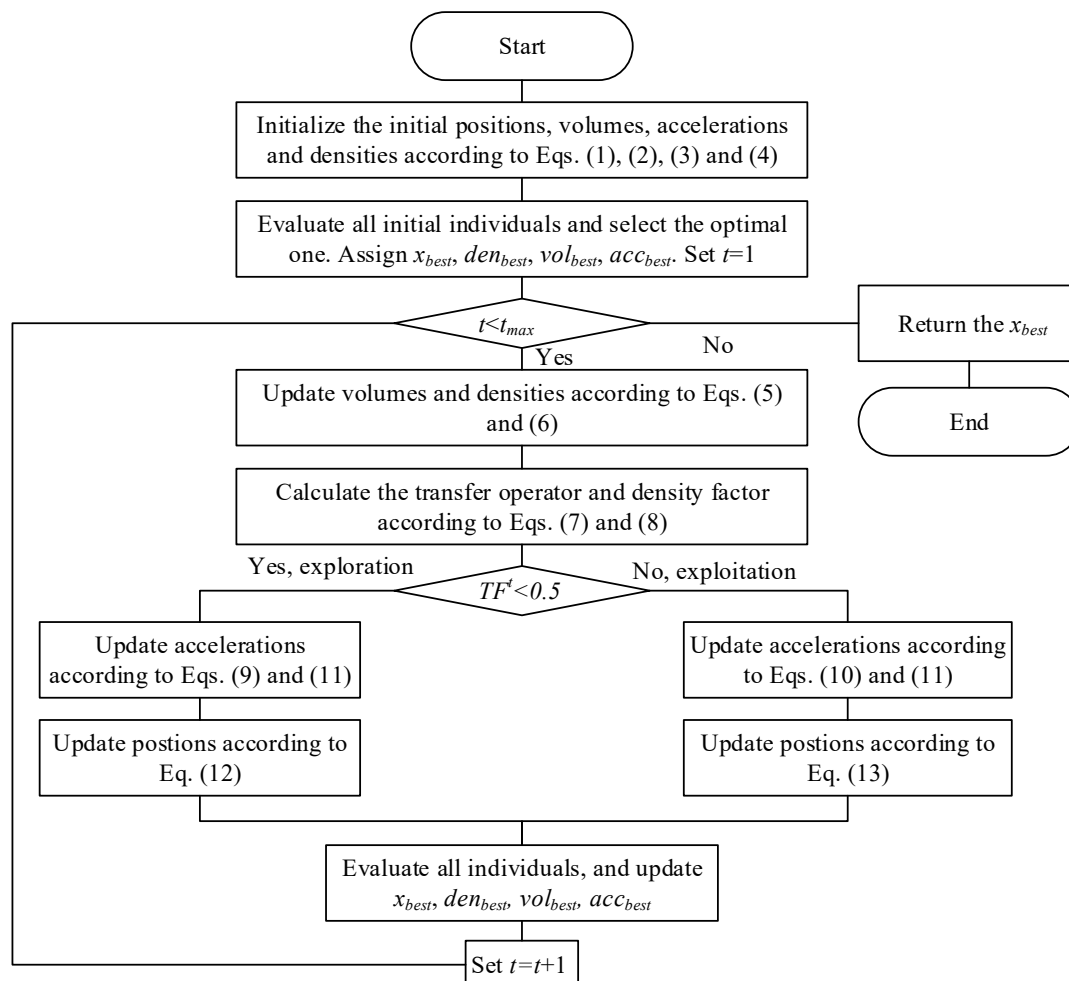 Start
Initialize the initial positions, volumes, accelerations
and densities according to Eqs. (1), (2), (3) and (4)
Evaluate all initial individuals and select the optimal
one. Assign x_best, den_best, vol_best, acc_best. Set t=1
t<t_max
Return the x_best
No
Yes
Update volumes and densities according to Eqs. (5)
and (6)
End
Calculate the transfer operator and density factor
according to Eqs. (7) and (8)
Yes, exploration
No, exploitation
TF^t<0.5
Update accelerations
according to Eqs. (9) and (11)
Update accelerations according
to Eqs. (10) and (11)
Update postions according to
Eq. (12)
Update postions according to
Eq. (13)
Evaluate all individuals, and update
x_best, den_best, vol_best, acc_best
Set t=t+1